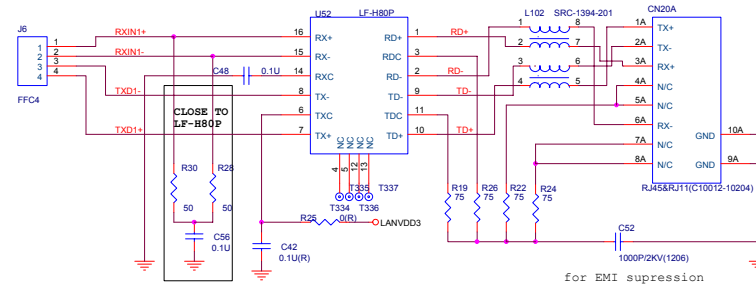 J6
1
2
3
4
FFC4
RXIN1+
RXIN1-
TXD1-
TXD1+
C48
0.1U
CLOSE TO
LF-H80P
R30
50
R28
50
C56
0.1U
U52
LF-H80P
16
RX+
15
RX-
14
RXC
8
TX-
6
TXC
7
TX+
RD+
1
RDC
3
RD-
2
TD-
9
TDC
11
TD+
10
NC
NC
NC
NC
4
5
12
13
T335
T337
T334
T336
R25
0(R)
LANVDD3
C42
0.1U(R)
RD+
RD-
TD-
TD+
L102
SRC-1394-201
1
8
2
7
3
6
4
5
R19
75
R26
75
R22
75
R24
75
C52
1000P/2KV(1206)
CN20A
1A
TX+
2A
TX-
3A
RX+
4A
N/C
5A
N/C
6A
RX-
7A
N/C
8A
N/C
GND
10A
GND
9A
RJ45&RJ11(C10012-10204)
for EMI supression